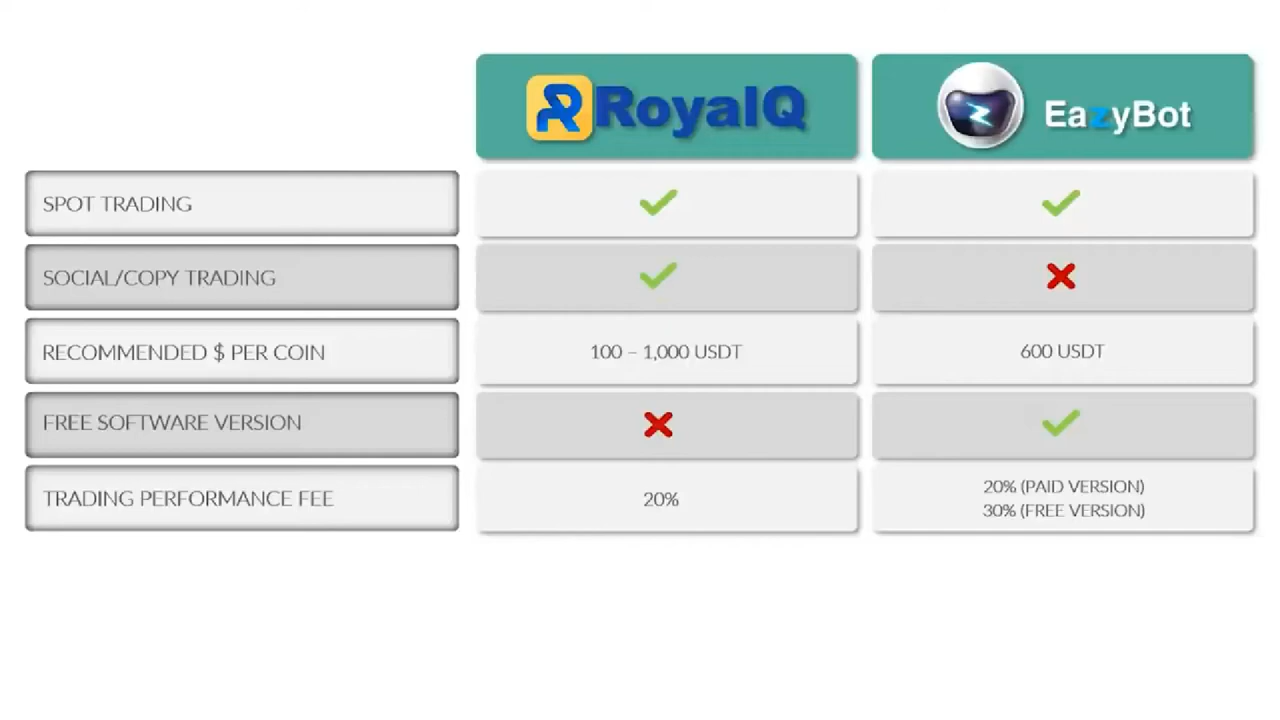 RoyalQ
EazyBot
SPOT TRADING
SOCIAL/COPY TRADING
RECOMMENDED $ PER COIN
100 – 1,000 USDT
600 USDT
FREE SOFTWARE VERSION
TRADING PERFORMANCE FEE
20%
20% (PAID VERSION)
30% (FREE VERSION)